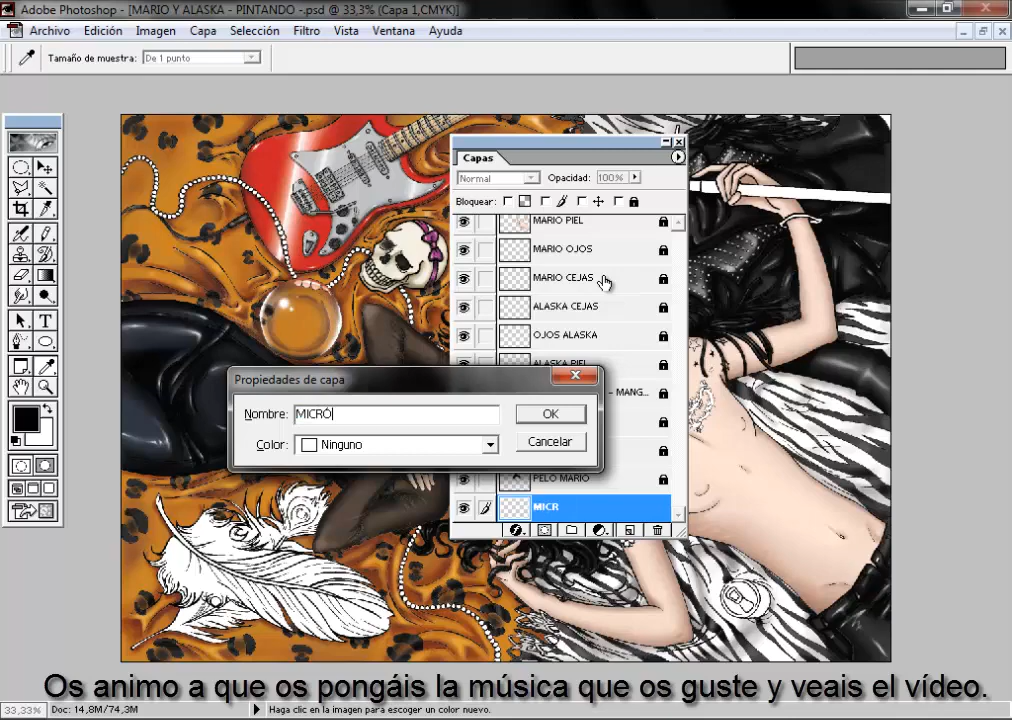 Adobe Photoshop - [MARIO Y ALASKA - PINTANDO -.psd @ 33,3% (Capa 1,CMYK)]
Archivo Edición Imagen Capa Selección Filtro Vista Ventana Ayuda
Tamaño de muestra: De 1 punto
Capas
Normal Opacidad: 100%
Bloquear:
MARIO PIEL
MARIO OJOS
MARIO CEJAS
ALASKA CEJAS
OJOS ALASKA
ALASKA PIEL
Propiedades de capa
– MANG...
Nombre: MICRÓ OK
Color: Ninguno Cancelar
PELO MARIO
MICR
Os animo a que os pongáis la música que os guste y veais el vídeo.
33,33% Doc: 14,8M/74,3M Haga clic en la imagen para escoger un color nuevo.